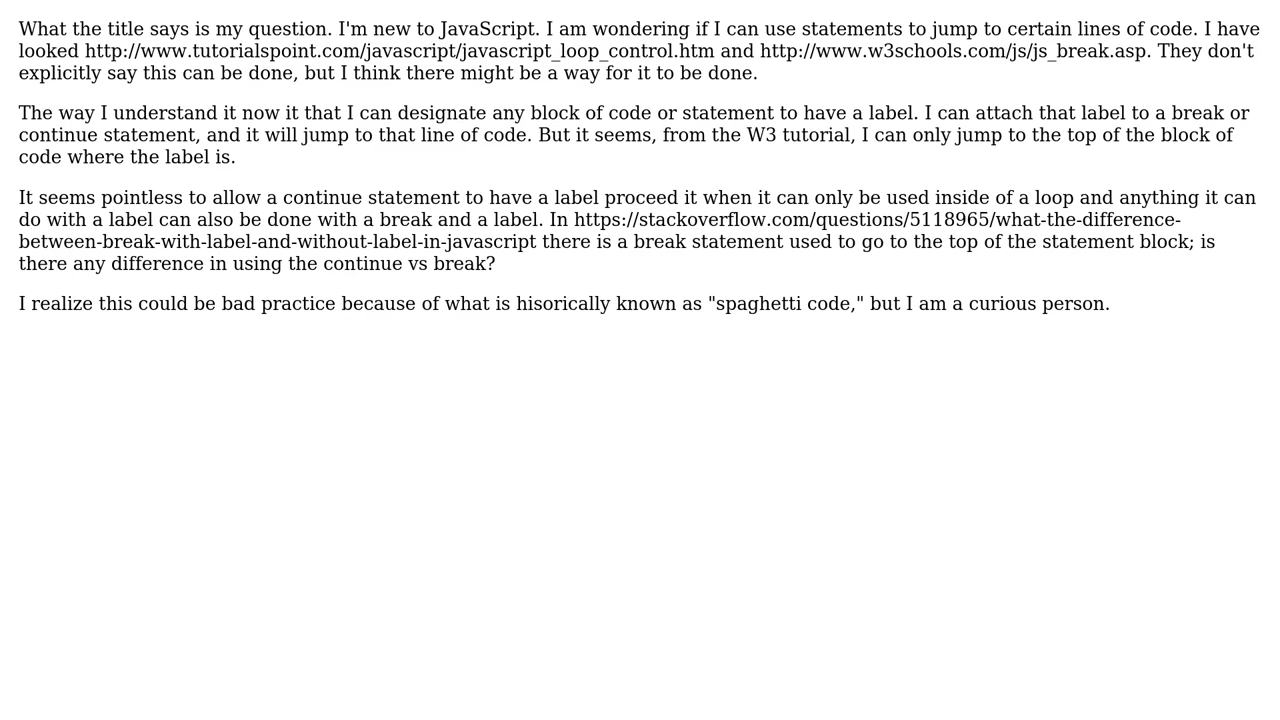 What the title says is my question. I'm new to JavaScript. I am wondering if I can use statements to jump to certain lines of code. I have
looked http://www.tutorialspoint.com/javascript/javascript_loop_control.htm and http://www.w3schools.com/js/js_break.asp. They don't
explicitly say this can be done, but I think there might be a way for it to be done.
The way I understand it now it that I can designate any block of code or statement to have a label. I can attach that label to a break or
continue statement, and it will jump to that line of code. But it seems, from the W3 tutorial, I can only jump to the top of the block of
code where the label is.
It seems pointless to allow a continue statement to have a label proceed it when it can only be used inside of a loop and anything it can
do with a label can also be done with a break and a label. In https://stackoverflow.com/questions/5118965/what-the-difference-
between-break-with-label-and-without-label-in-javascript there is a break statement used to go to the top of the statement block; is
there any difference in using the continue vs break?
I realize this could be bad practice because of what is hisorically known as "spaghetti code," but I am a curious person.